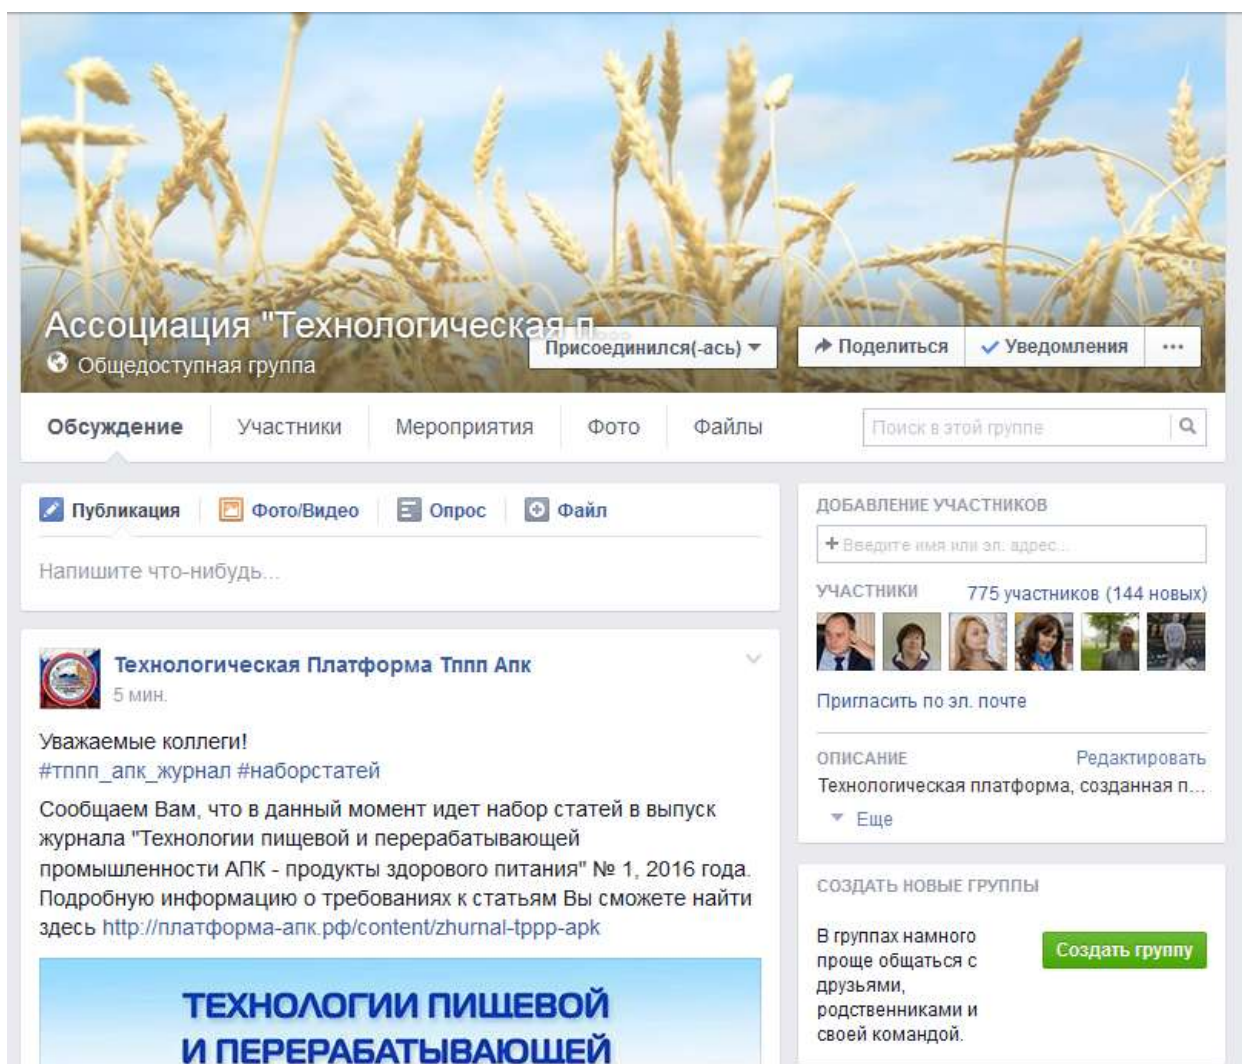 Ассоциация "Технологическая п...
Общедоступная группа
Присоединился(-ась)
Поделиться
Уведомления
Обсуждение
Участники
Мероприятия
Фото
Файлы
Поиск в этой группе
Публикация
Фото/Видео
Опрос
Файл
Напишите что-нибудь...
Технологическая Платформа Тппп Апк
5 мин.
Уважаемые коллеги!
#тппп_апк_журнал #наборстатей
Сообщаем Вам, что в данный момент идет набор статей в выпуск
журнала "Технологии пищевой и перерабатывающей
промышленности АПК - продукты здорового питания" № 1, 2016 года.
Подробную информацию о требованиях к статьям Вы сможете найти
здесь http://платформа-апк.рф/content/zhurnal-tppp-apk
ТЕХНОЛОГИИ ПИЩЕВОЙ
И ПЕРЕРАБАТЫВАЮЩЕЙ
ДОБАВЛЕНИЕ УЧАСТНИКОВ
+ Введите имя или эл. адрес...
УЧАСТНИКИ 775 участников (144 новых)
Пригласить по эл. почте
ОПИСАНИЕ Редактировать
Технологическая платформа, созданная п...
Еще
СОЗДАТЬ НОВЫЕ ГРУППЫ
В группах намного
проще общаться с
друзьями,
родственниками и
своей командой.
Создать группу